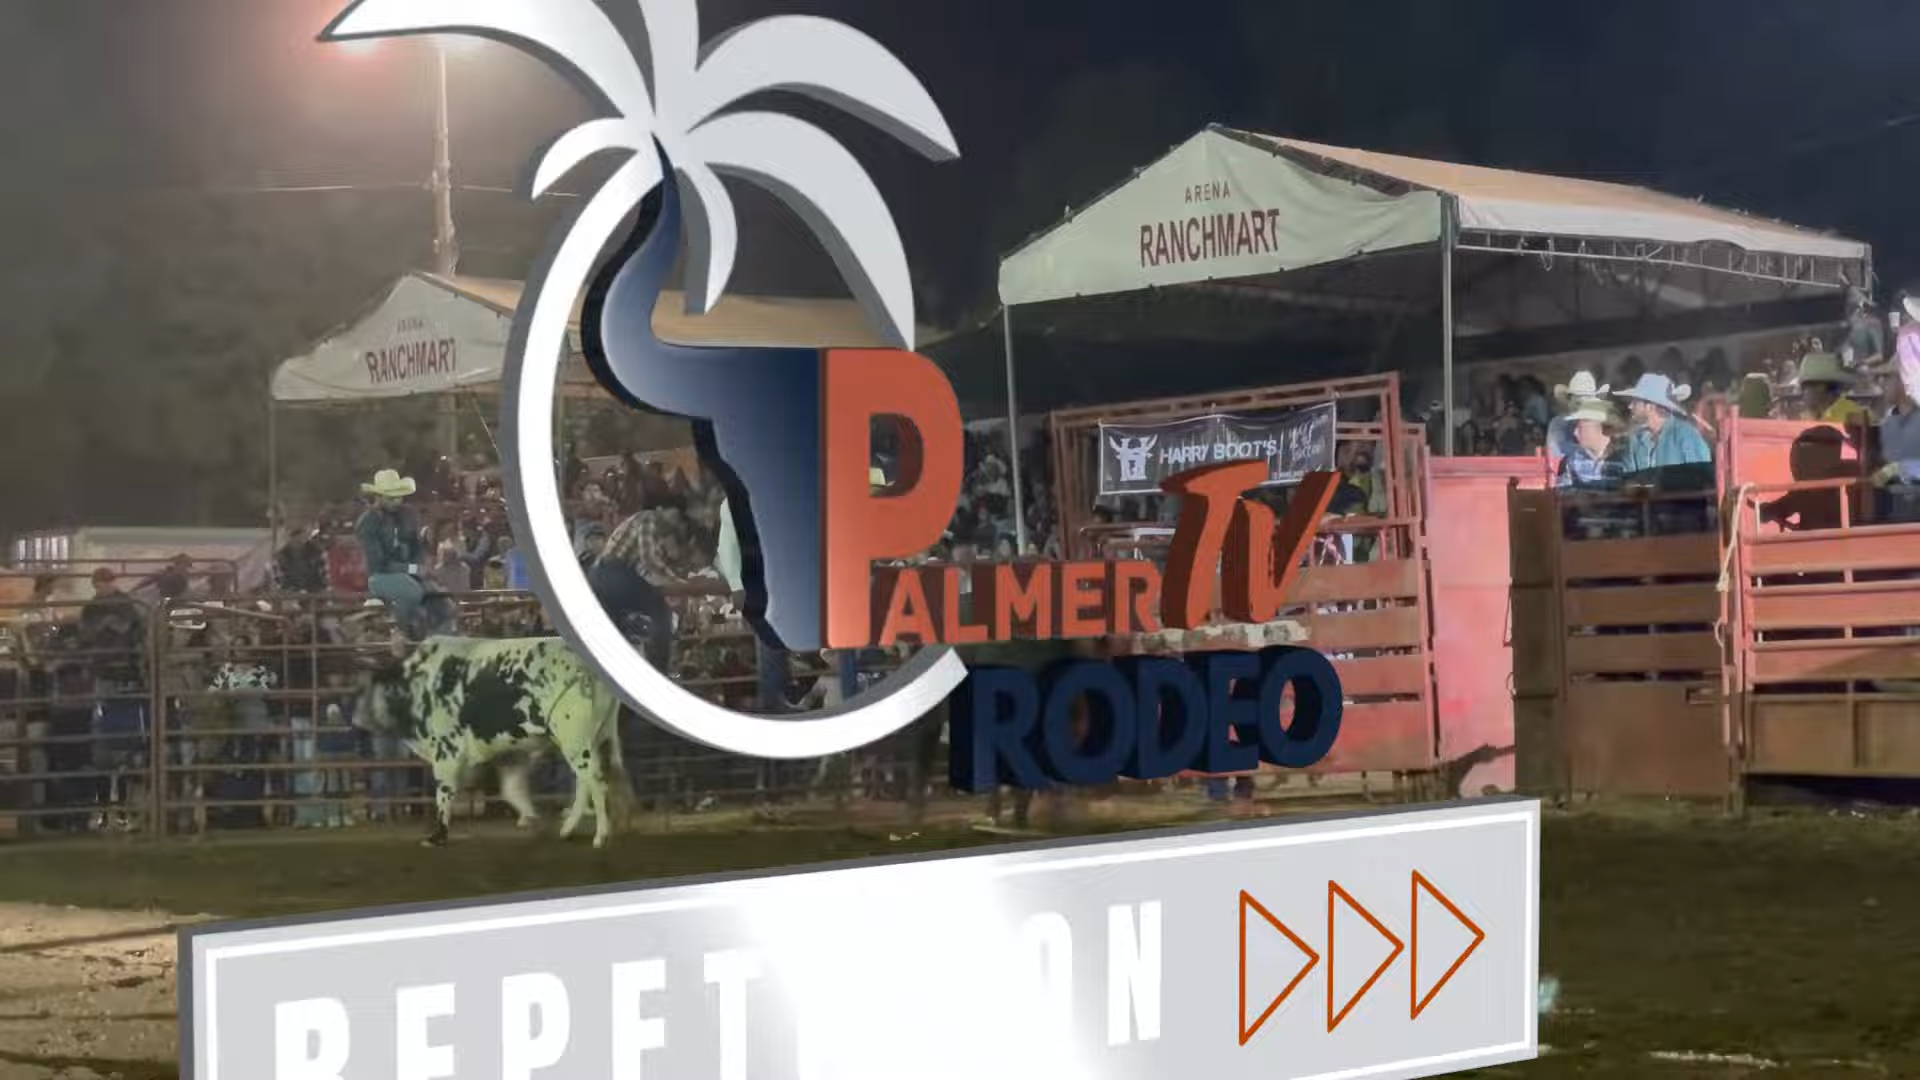 ARENA
RANCHMART
ARENA
RANCHMART
HARRY BOOT'S
PALMER TV
RODEO